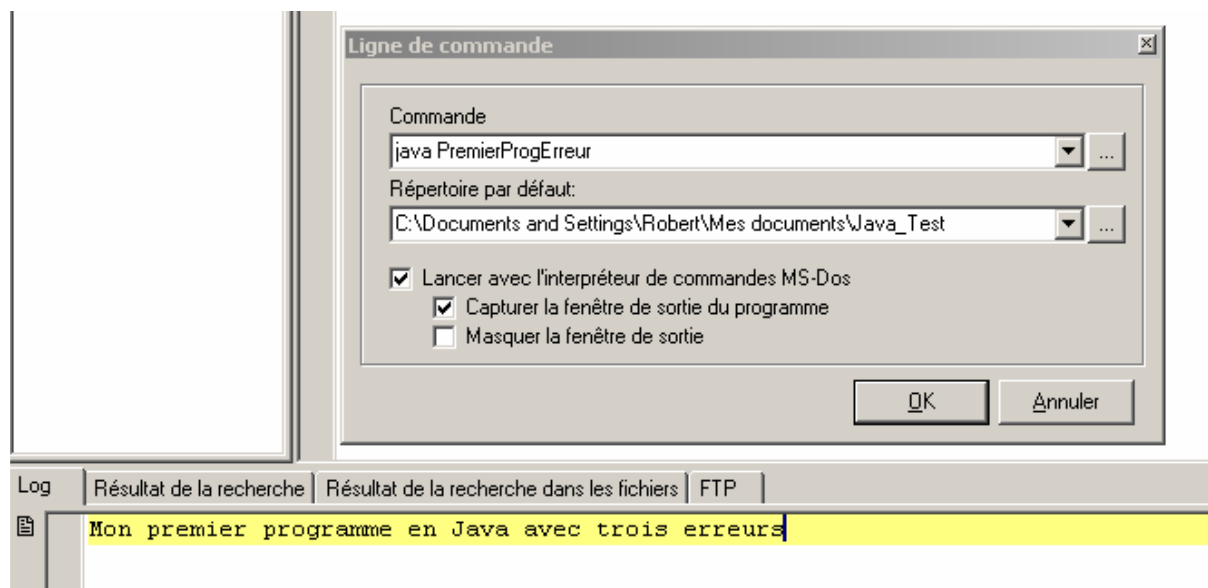 Ligne de commande
Commande
java PremierProgErreur
...
Répertoire par défaut:
C:\Documents and Settings\Robert\Mes documents\Java_Test
...
Lancer avec l'interpréteur de commandes MS-Dos
Capturer la fenêtre de sortie du programme
Masquer la fenêtre de sortie
OK
Annuler
Log
Résultat de la recherche
Résultat de la recherche dans les fichiers
FTP
Mon premier programme en Java avec trois erreurs